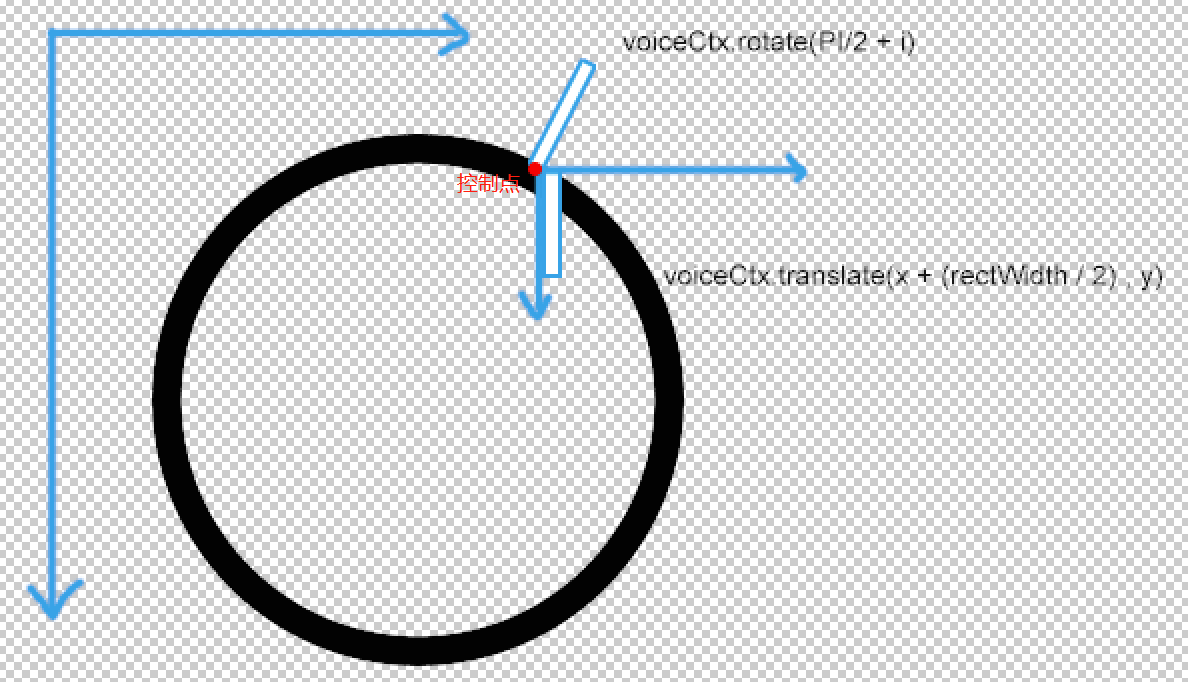 voiceCtx.rotate(PI/2 + i)
控制点
voiceCtx.translate(x + (rectWidth / 2) , y)